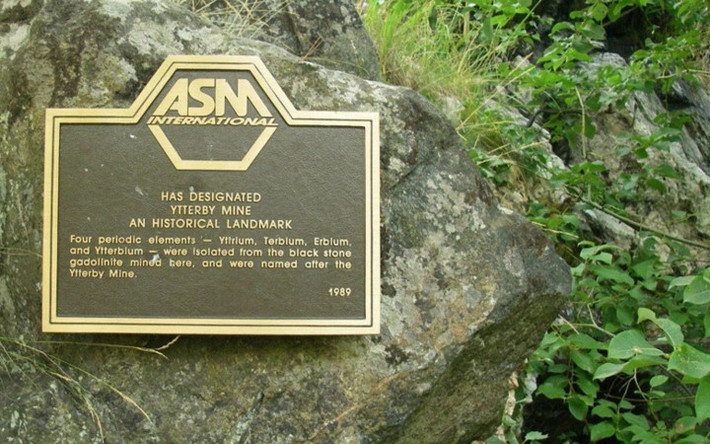 ASM
INTERNATIONAL
HAS DESIGNATED
YTTERBY MINE
AN HISTORICAL LANDMARK
Four periodic elements — Yttrium, Terbium, Erbium,
and Ytterbium — were isolated from the black stone
gadolinite mined here, and were named after the
Ytterby Mine.
1989